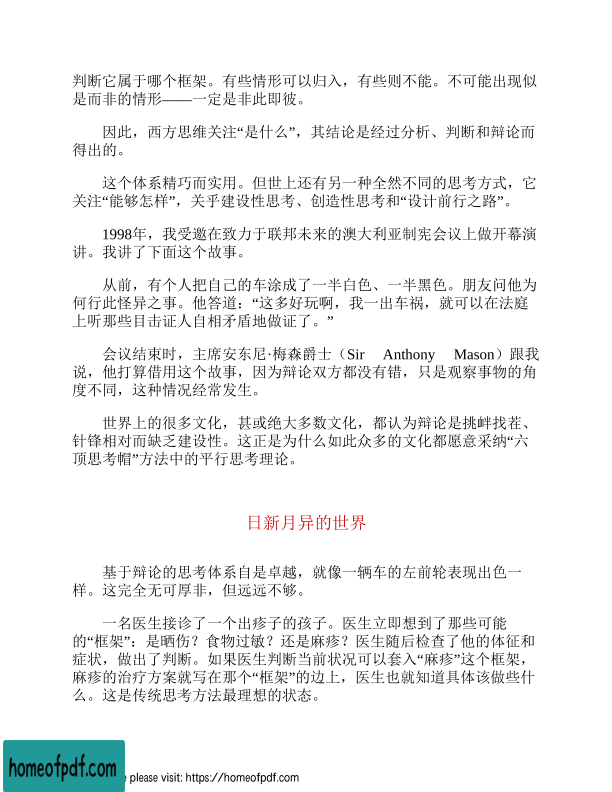 判断它属于哪个框架。有些情形可以归入，有些则不能。不可能出现似
是而非的情形——一定是非此即彼。
因此，西方思维关注“是什么”，其结论是经过分析、判断和辩论而
得出的。
这个体系精巧而实用。但世上还有另一种全然不同的思考方式，它
关注“能够怎样”，关乎建设性思考、创造性思考和“设计前行之路”。
1998年，我受邀在致力于联邦未来的澳大利亚制宪会议上做开幕演
讲。我讲了下面这个故事。
从前，有个人把自己的车涂成了一半白色、一半黑色。朋友问他为
何行此怪异之事。他答道：“这多好玩啊，我一出车祸，就可以在法庭
上听那些目击证人自相矛盾地做证了。”
会议结束时，主席安东尼·梅森爵士（Sir Anthony Mason）跟我
说，他打算借用这个故事，因为辩论双方都没有错，只是观察事物的角
度不同，这种情况经常发生。
世界上的很多文化，甚或绝大多数文化，都认为辩论是挑衅找茬、
针锋相对而缺乏建设性。这正是为什么如此众多的文化都愿意采纳“六
顶思考帽”方法中的平行思考理论。
日新月异的世界
基于辩论的思考体系自是卓越，就像一辆车的左前轮表现出色一
样。这完全无可厚非，但远远不够。
一名医生接诊了一个出疹子的孩子。医生立即想到了那些可能
的“框架”：是晒伤？食物过敏？还是麻疹？医生随后检查了他的体征和
症状，做出了判断。如果医生判断当前状况可以套入“麻疹”这个框架，
麻疹的治疗方案就写在那个“框架”的边上，医生也就知道具体该做些什
么。这是传统思考方法最理想的状态。
homeofpdf.com
e please visit: https://homeofpdf.com